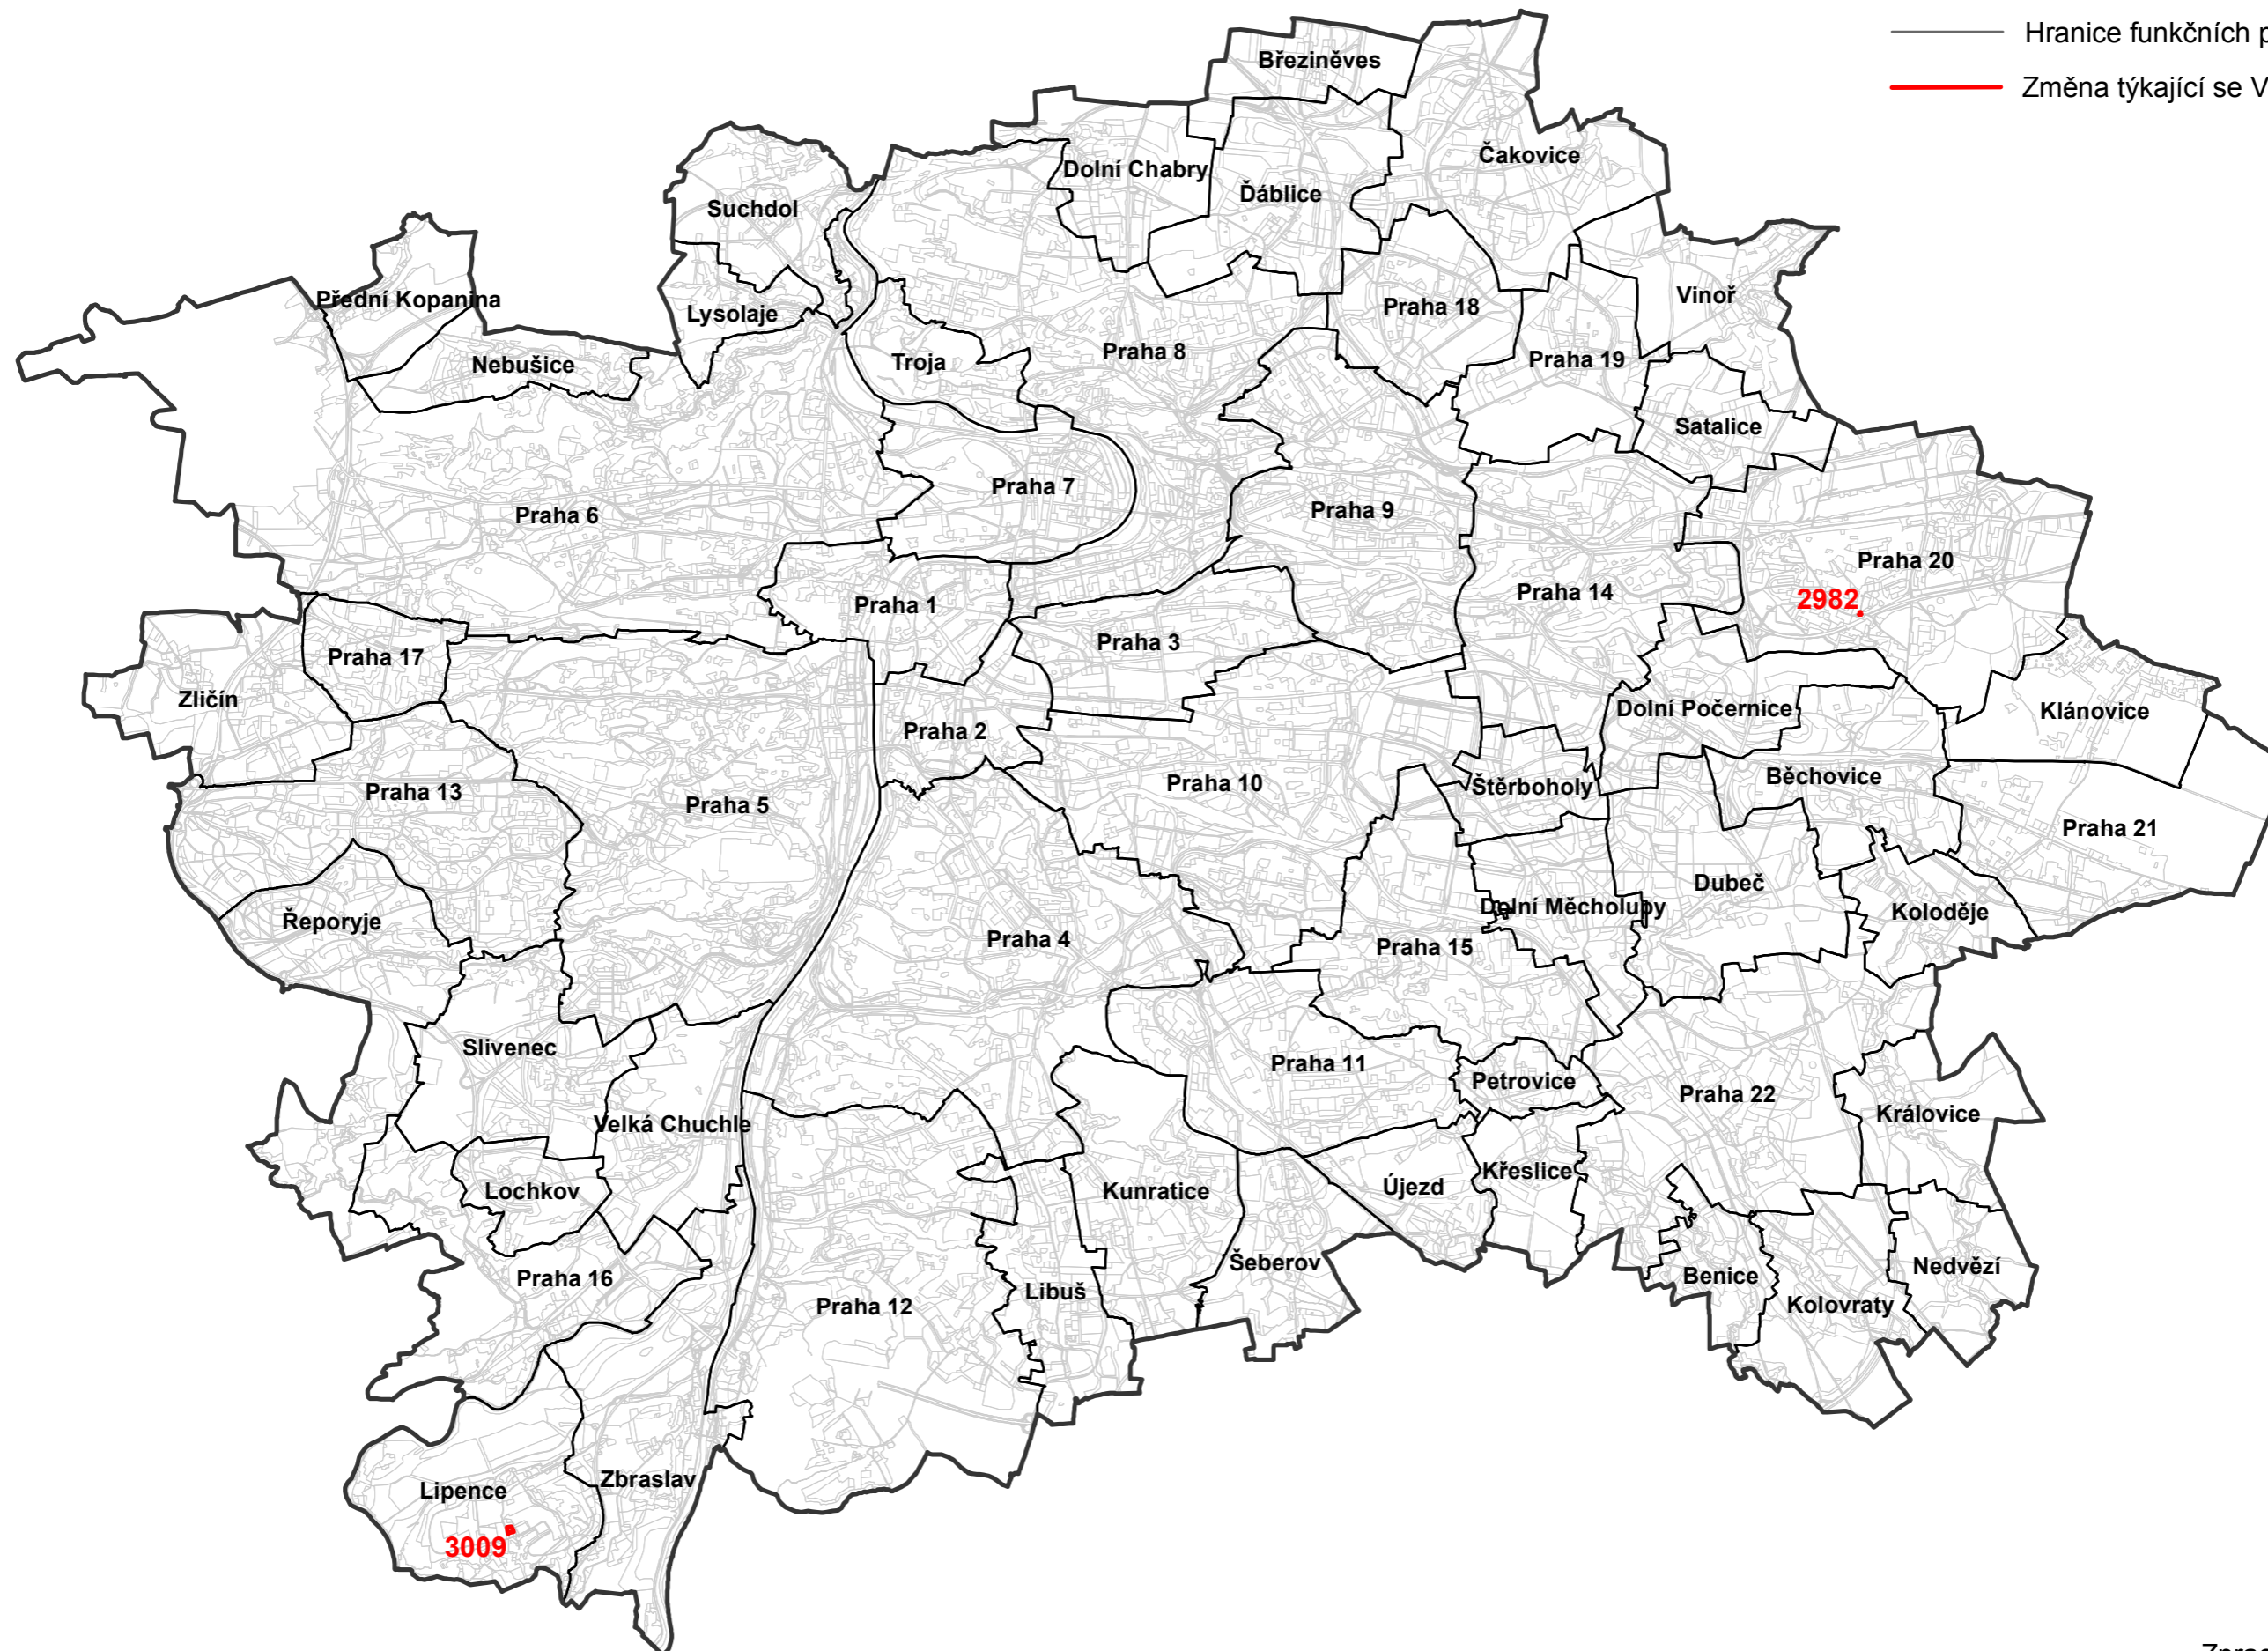 Hranice funkčních p
Změna týkající se V
Březiněves
Čakovice
Dolní Chabry
Ďáblice
Suchdol
Přední Kopanina
Lysolaje
Vinoř
Praha 18
Nebušice
Troja
Praha 8
Praha 19
Satalice
Praha 7
Praha 6
Praha 9
Praha 20
Praha 14
2982
Praha 1
Praha 3
Praha 17
Zličín
Dolní Počernice
Klánovice
Praha 2
Praha 10
Štěrboholy
Běchovice
Praha 13
Praha 5
Praha 21
Dubeč
Řeporyje
Dolní Měcholupy
Koloděje
Praha 4
Praha 15
Slivenec
Praha 11
Petrovice
Praha 22
Královice
Velká Chuchle
Lochkov
Kunratice
Újezd
Křeslice
Praha 16
Šeberov
Nedvězí
Libuš
Benice
Praha 12
Kolovraty
Zbraslav
Lipence
3009